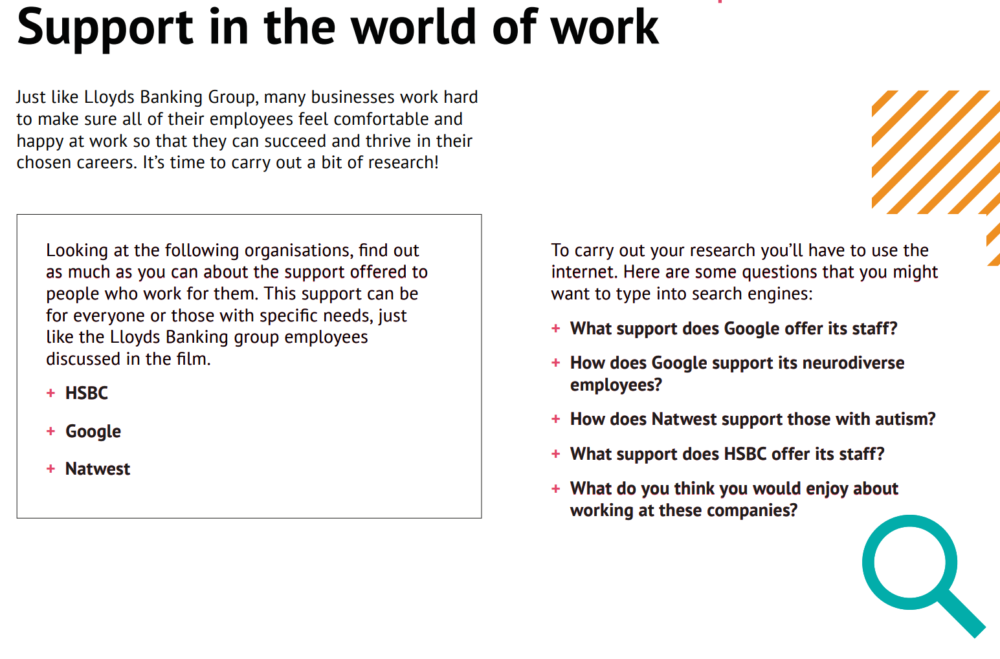 Support in the world of work
Just like Lloyds Banking Group, many businesses work hard
to make sure all of their employees feel comfortable and
happy at work so that they can succeed and thrive in their
chosen careers. It’s time to carry out a bit of research!
Looking at the following organisations, find out
as much as you can about the support offered to
people who work for them. This support can be
for everyone or those with specific needs, just
like the Lloyds Banking group employees
discussed in the film.
+ HSBC
+ Google
+ Natwest
To carry out your research you’ll have to use the
internet. Here are some questions that you might
want to type into search engines:
+ What support does Google offer its staff?
+ How does Google support its neurodiverse
employees?
+ How does Natwest support those with autism?
+ What support does HSBC offer its staff?
+ What do you think you would enjoy about
working at these companies?